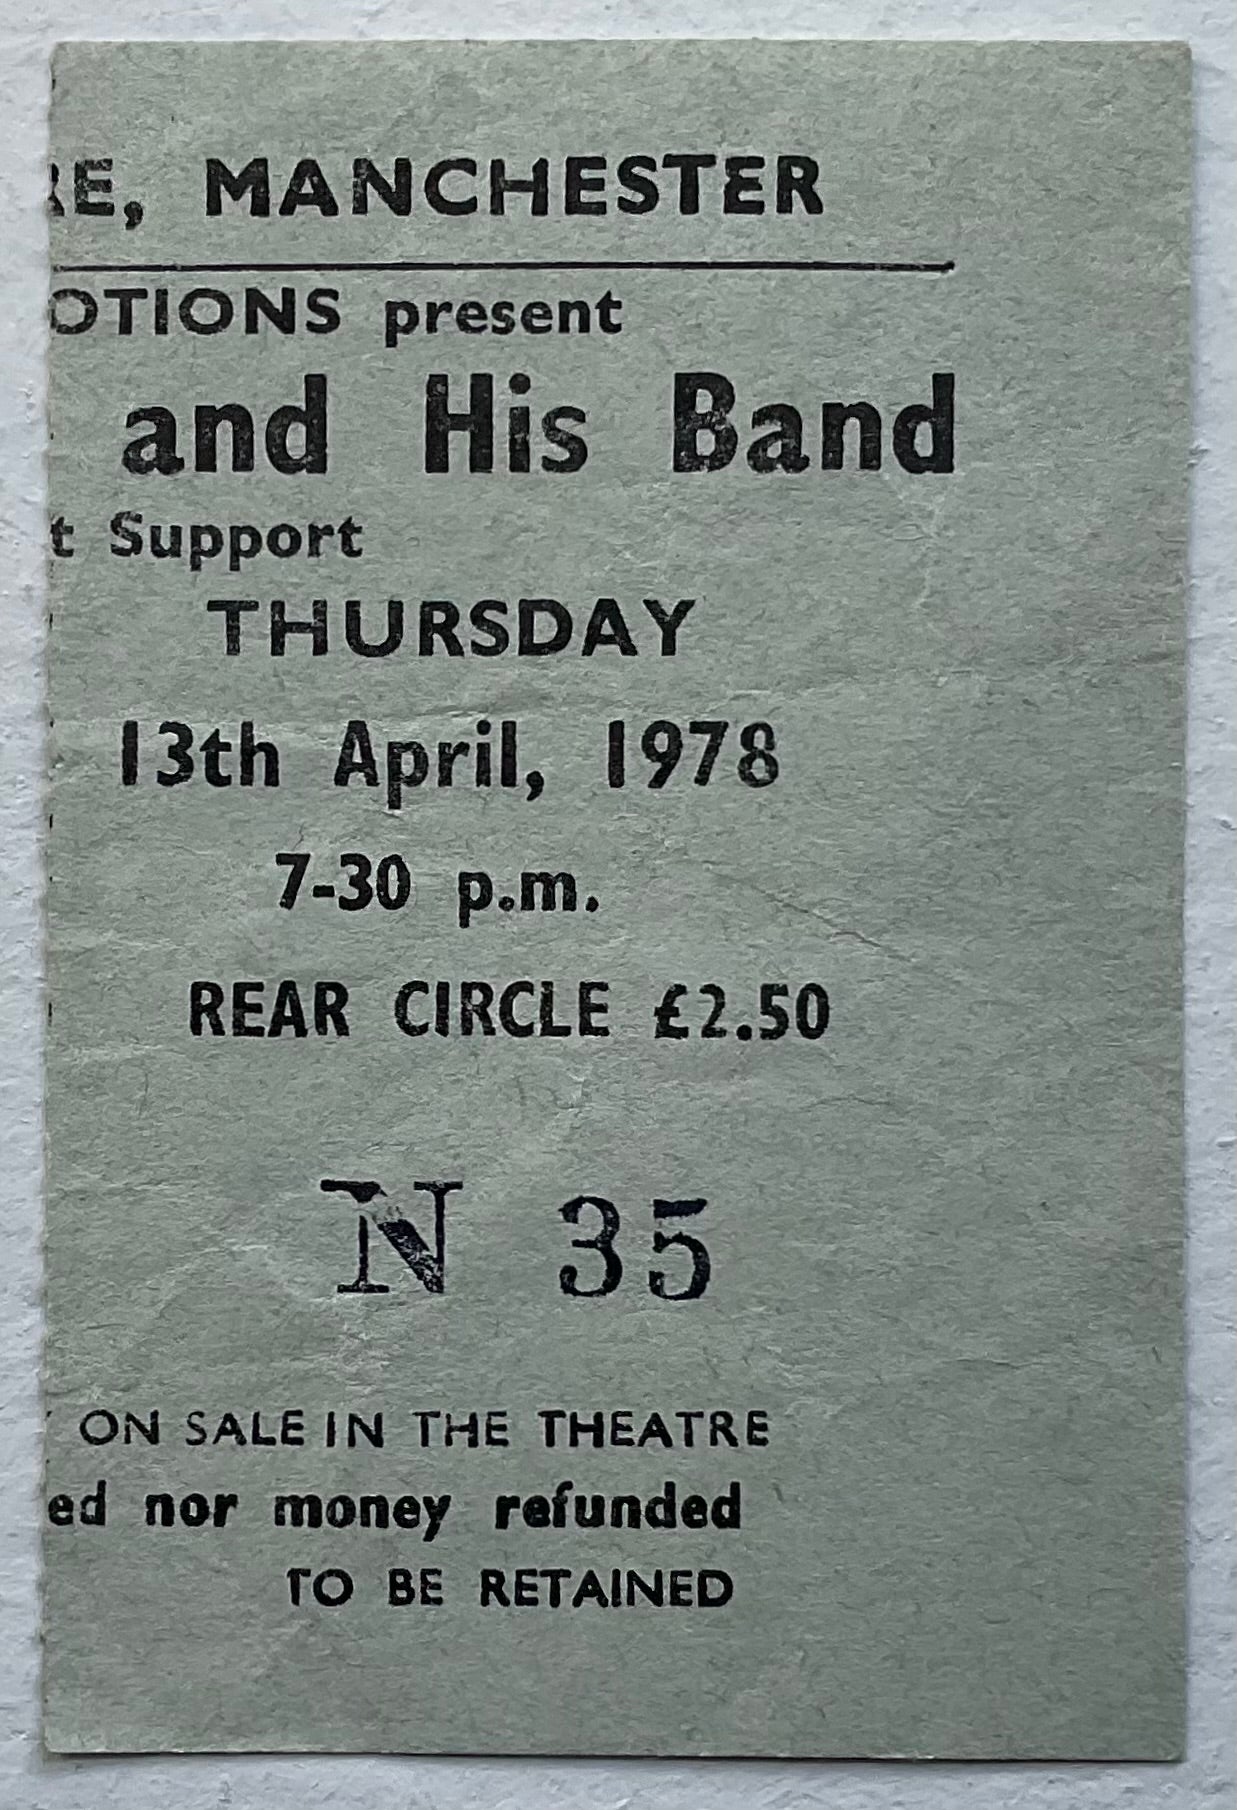 RE, MANCHESTER
OTIONS present
and His Band
t Support
THURSDAY
13th April, 1978
7-30 p.m.
REAR CIRCLE £2.50
N 35
ON SALE IN THE THEATRE
ed nor money refunded
TO BE RETAINED